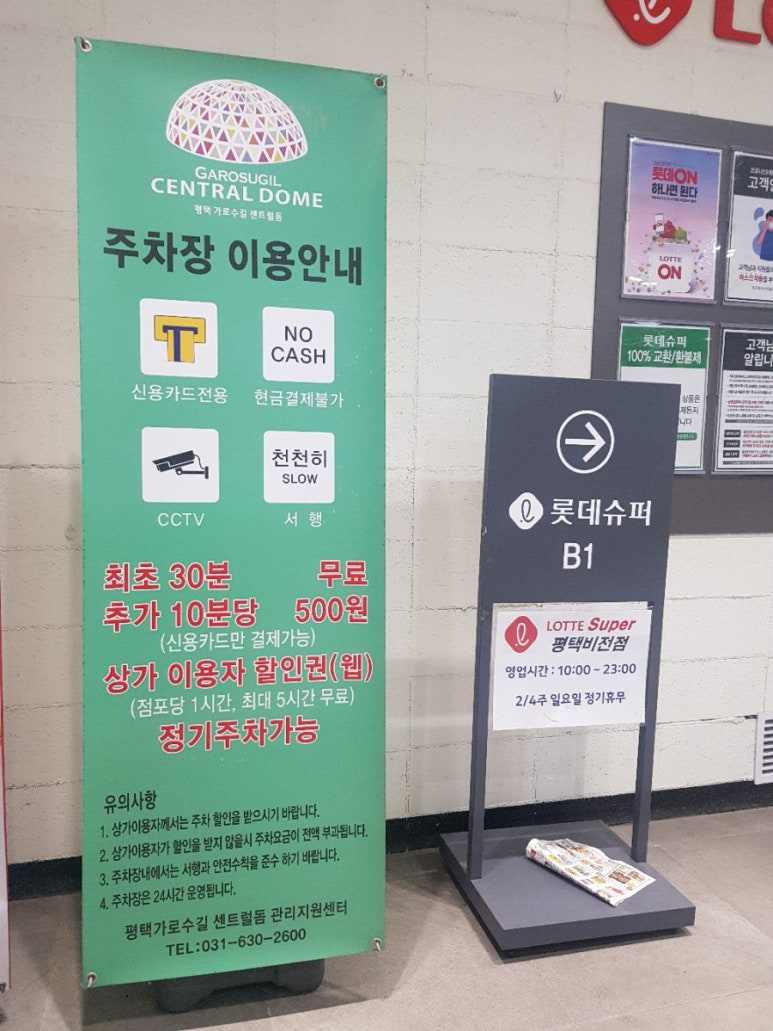 GAROSUGIL
CENTRAL DOME
평택 가로수길 센트럴돔
주차장 이용안내
T
신용카드전용
NO
CASH
현금결제불가
CCTV
천천히
SLOW
서 행
최초 30분 무료
추가 10분당 500원
(신용카드만 결제가능)
상가 이용자 할인권(웹)
(점포당 1시간, 최대 5시간 무료)
정기주차가능
유의사항
1. 상가이용자께서는 주차 할인을 받으시기 바랍니다.
2. 상가이용자가 할인을 받지 않을시 주차요금이 전액 부과됩니다.
3. 주차장내에서는 서행과 안전수칙을 준수 하기 바랍니다.
4. 주차장은 24시간 운영됩니다.
평택가로수길 센트럴돔 관리지원센터
TEL:031-630-2600
롯데슈퍼
B1
LOTTE Super
평택비전점
영업시간 : 10:00 ~ 23:00
2/4주 일요일 정기휴무
롯데ON
하나면 된다
LOTTE
ON
롯데슈퍼
100% 교환/환불제
상품은
고객님
알립니